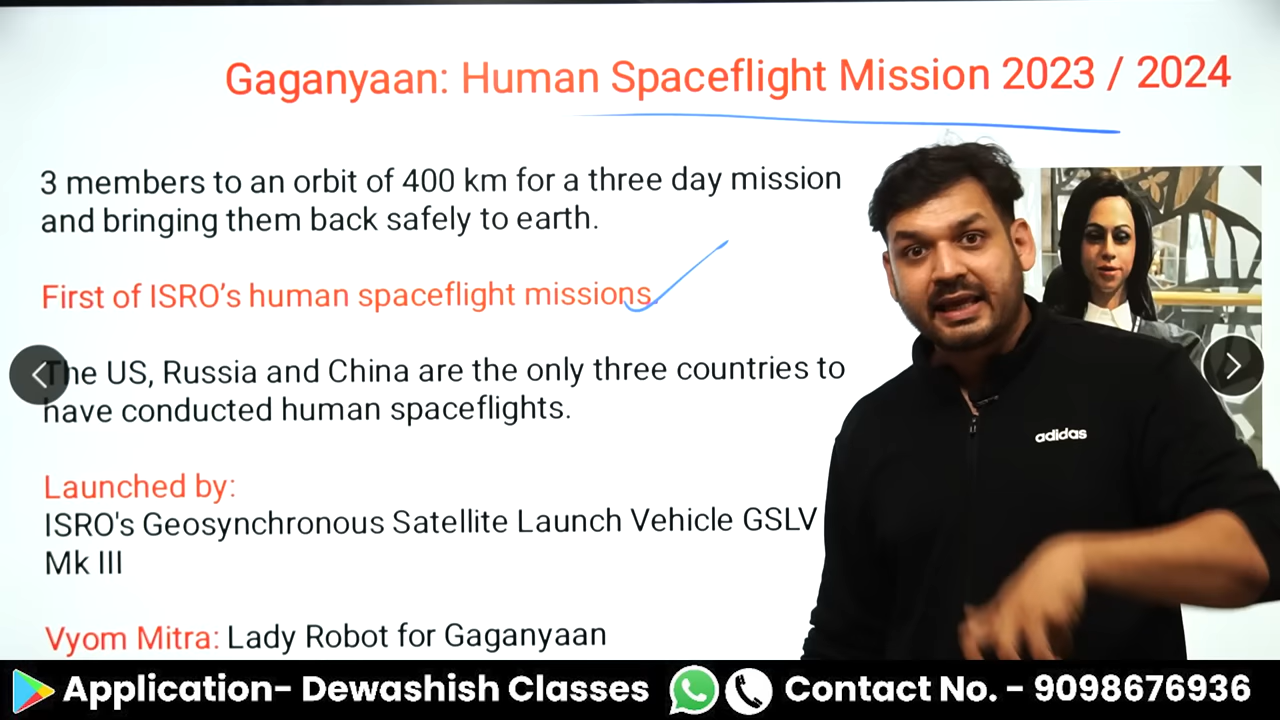 Gaganyaan: Human Spaceflight Mission 2023 / 2024
3 members to an orbit of 400 km for a three day mission
and bringing them back safely to earth.
First of ISRO’s human spaceflight missions.
The US, Russia and China are the only three countries to
have conducted human spaceflights.
Launched by:
ISRO's Geosynchronous Satellite Launch Vehicle GSLV
Mk III
Vyom Mitra: Lady Robot for Gaganyaan
adidas
Application- Dewashish Classes
Contact No. - 9098676936